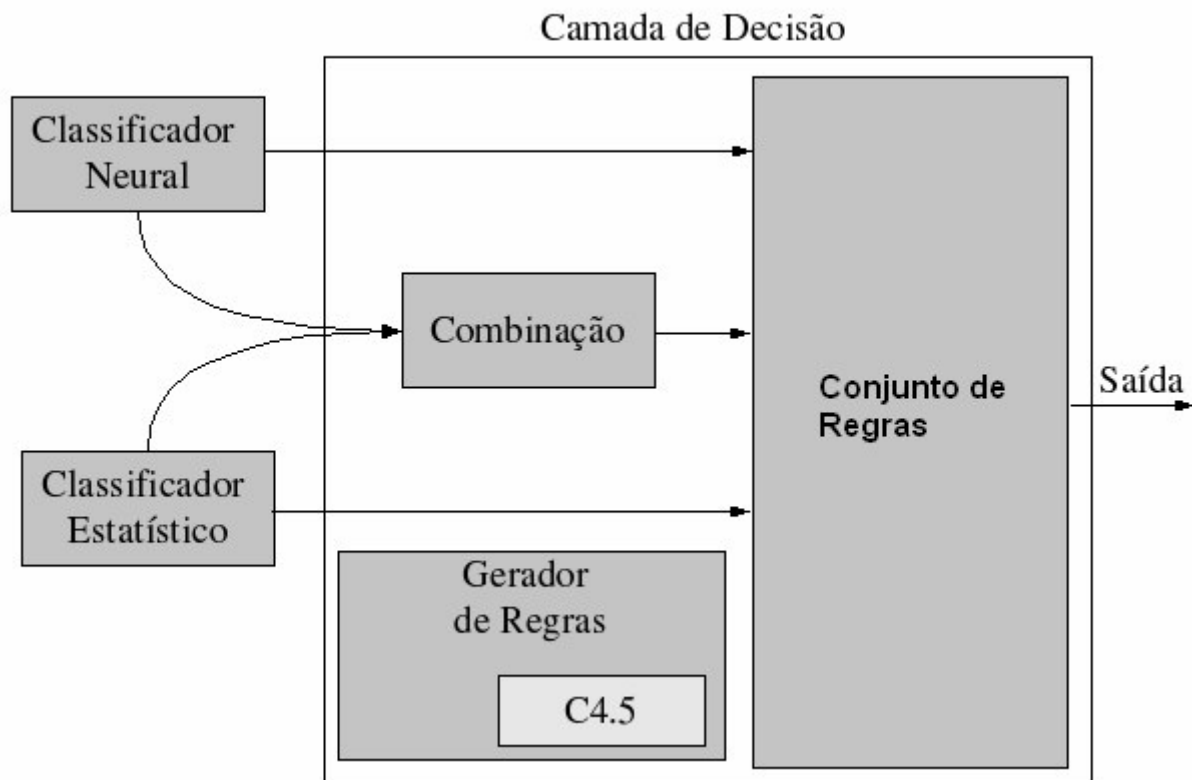 Camada de Decisão
Classificador
Neural
Combinação
Conjunto de
Regras
Saída
Classificador
Estatístico
Gerador
de Regras
C4.5